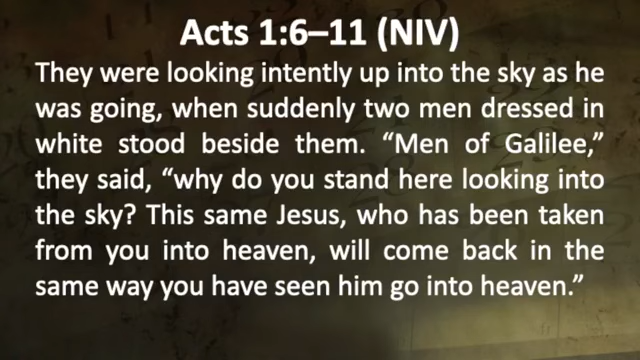 Acts 1:6–11 (NIV)
They were looking intently up into the sky as he
was going, when suddenly two men dressed in
white stood beside them. “Men of Galilee,”
they said, “why do you stand here looking into
the sky? This same Jesus, who has been taken
from you into heaven, will come back in the
same way you have seen him go into heaven.”